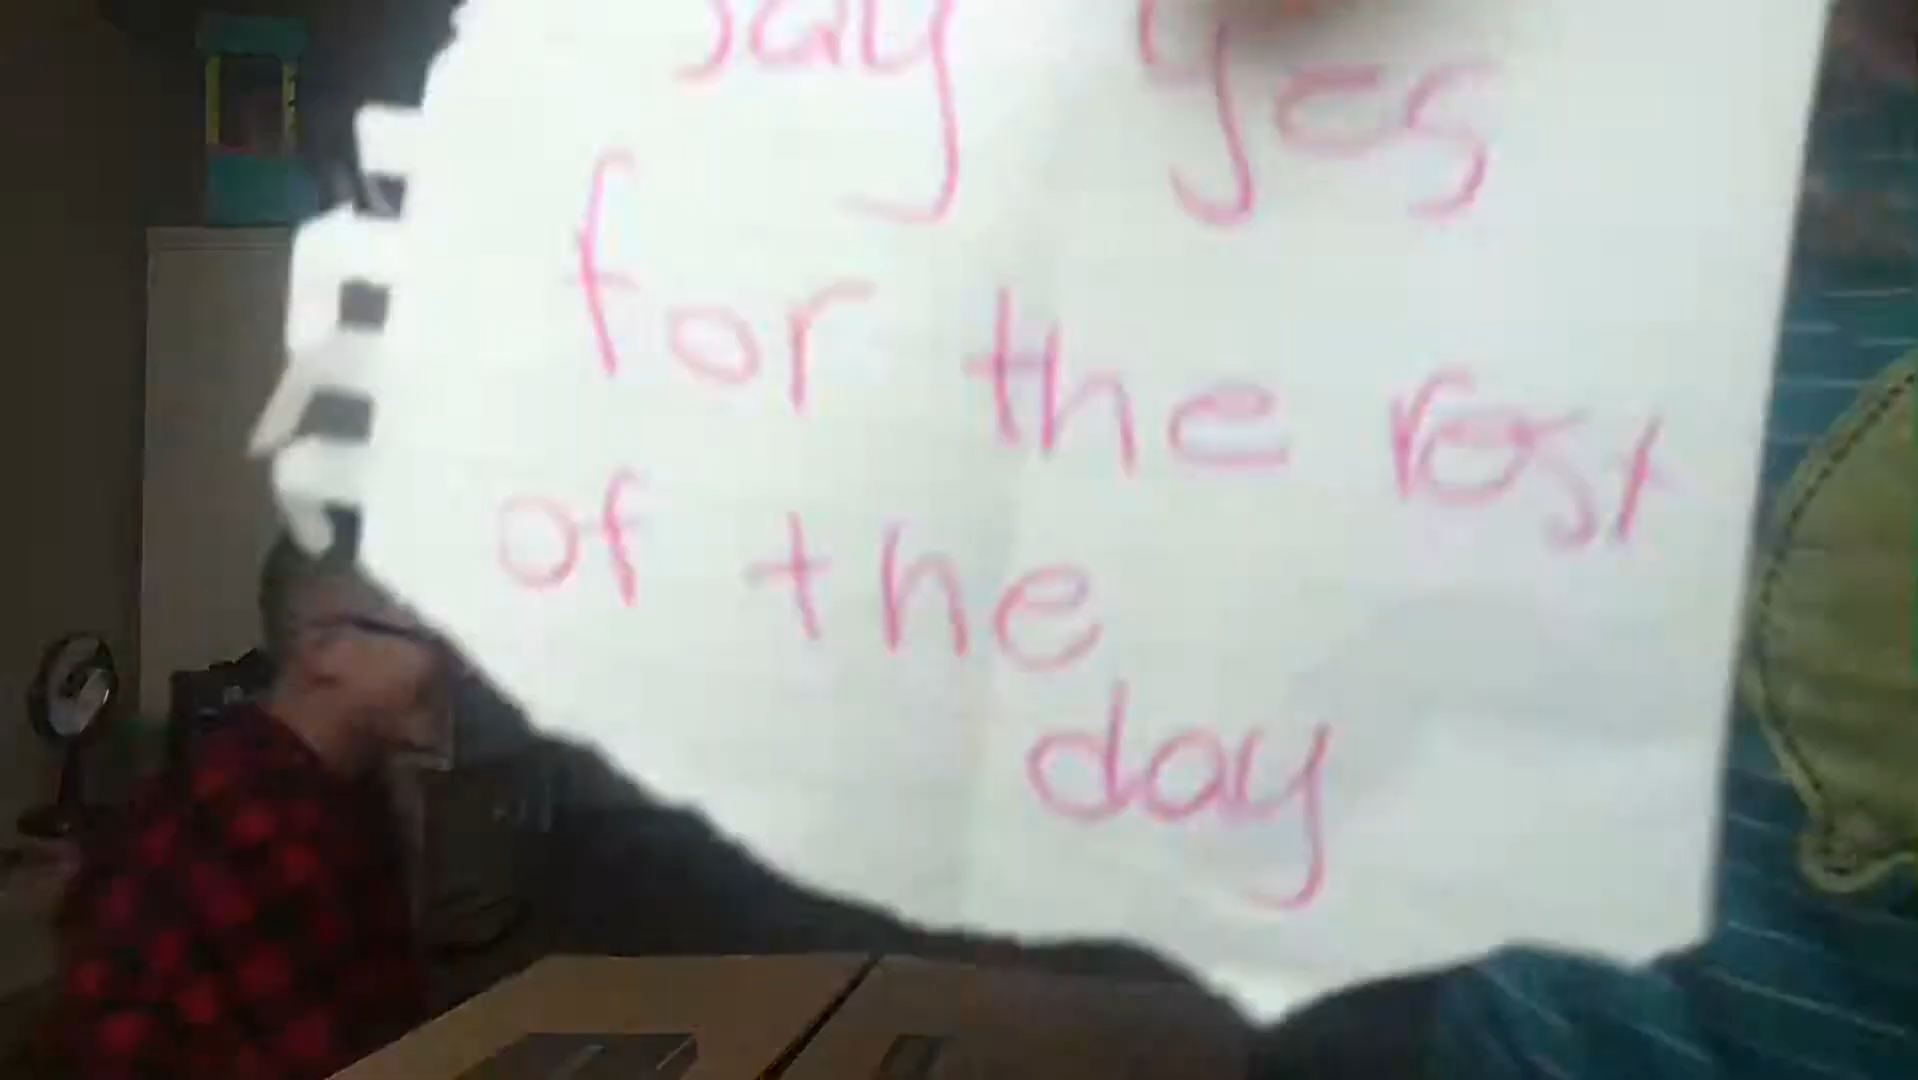 say yes
for the rest
of the
day